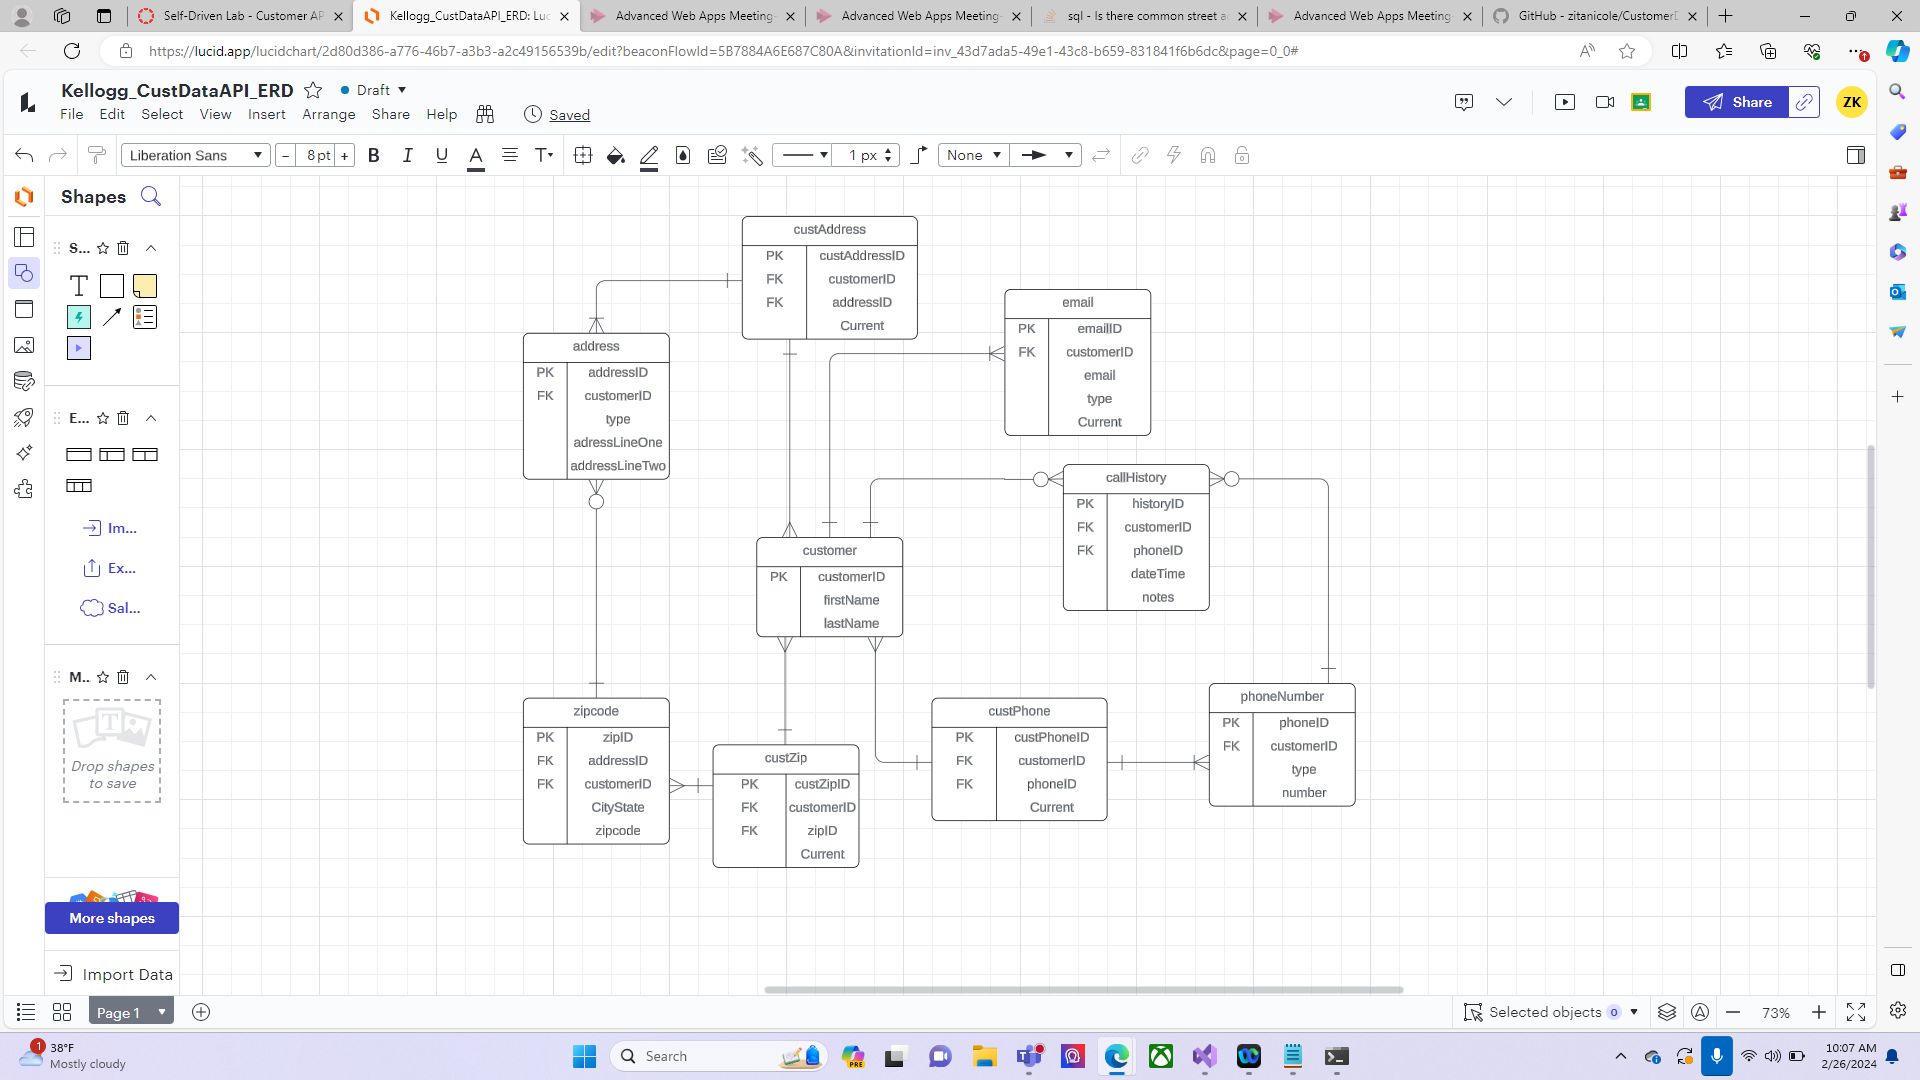 Self-Driven Lab - Customer AP
Kellogg_CustDataAPI_ERD: Luc
Advanced Web Apps Meeting-
Advanced Web Apps Meeting-
sql - Is there common street a
Advanced Web Apps Meeting-
GitHub - zitanicole/CustomerD
https://lucid.app/lucidchart/2d80d386-a776-46b7-a3b3-a2c49156539b/edit?beaconFlowId=5B7884A6E687C80A&invitationId=inv_43d7ada5-49e1-43c8-b659-831841f6b6dc&page=0_0#
Kellogg_CustDataAPI_ERD
Draft
File Edit Select View Insert Arrange Share Help
Saved
Share
ZK
Liberation Sans
- 8 pt +
B I U A
1 px
None
Shapes
S...
E...
Im...
Ex...
Sal...
M...
Drop shapes
to save
More shapes
Import Data
custAddress
PK custAddressID
FK customerID
FK addressID
Current
email
PK emailID
FK customerID
email
type
Current
address
PK addressID
FK customerID
type
adressLineOne
addressLineTwo
callHistory
PK historyID
FK customerID
FK phoneID
dateTime
notes
customer
PK customerID
firstName
lastName
zipcode
PK zipID
FK addressID
FK customerID
CityState
zipcode
custZip
PK custZipID
FK customerID
FK zipID
Current
custPhone
PK custPhoneID
FK customerID
FK phoneID
Current
phoneNumber
PK phoneID
FK customerID
type
number
Page 1
Selected objects 0
73%
1
38°F
Mostly cloudy
Search
PRE
10:07 AM
2/26/2024